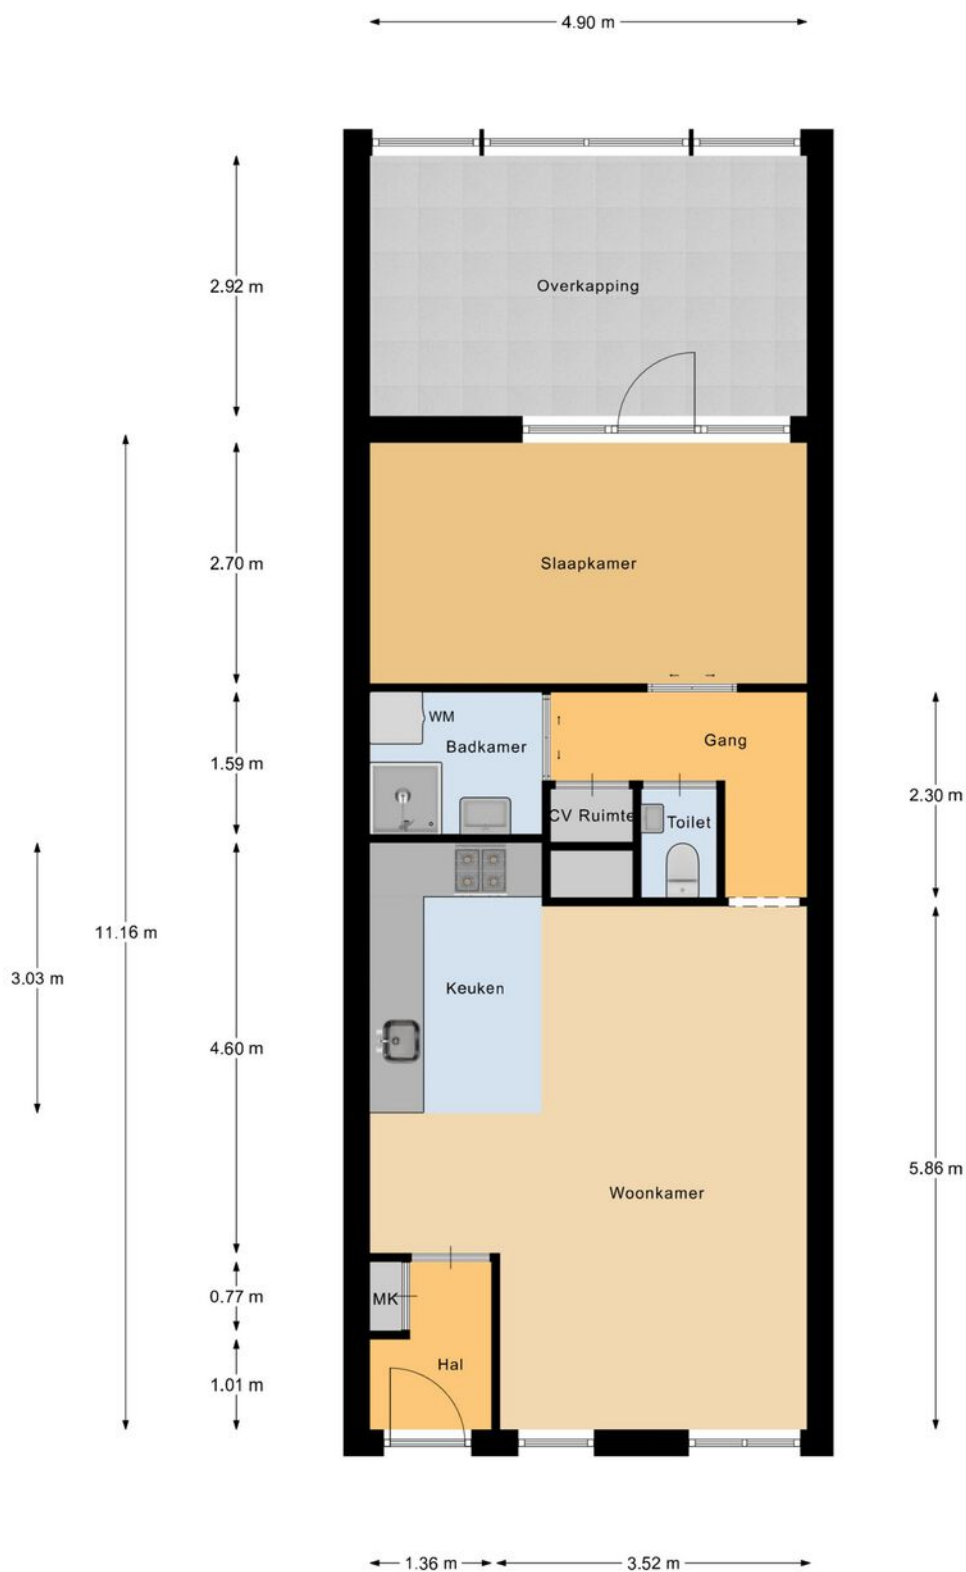 4.90 m
2.92 m
Overkapping
2.70 m
Slaapkamer
WM
Badkamer
Gang
1.59 m
2.30 m
CV Ruimte
Toilet
11.16 m
3.03 m
Keuken
4.60 m
5.86 m
Woonkamer
0.77 m
MK
Hal
1.01 m
1.36 m
3.52 m